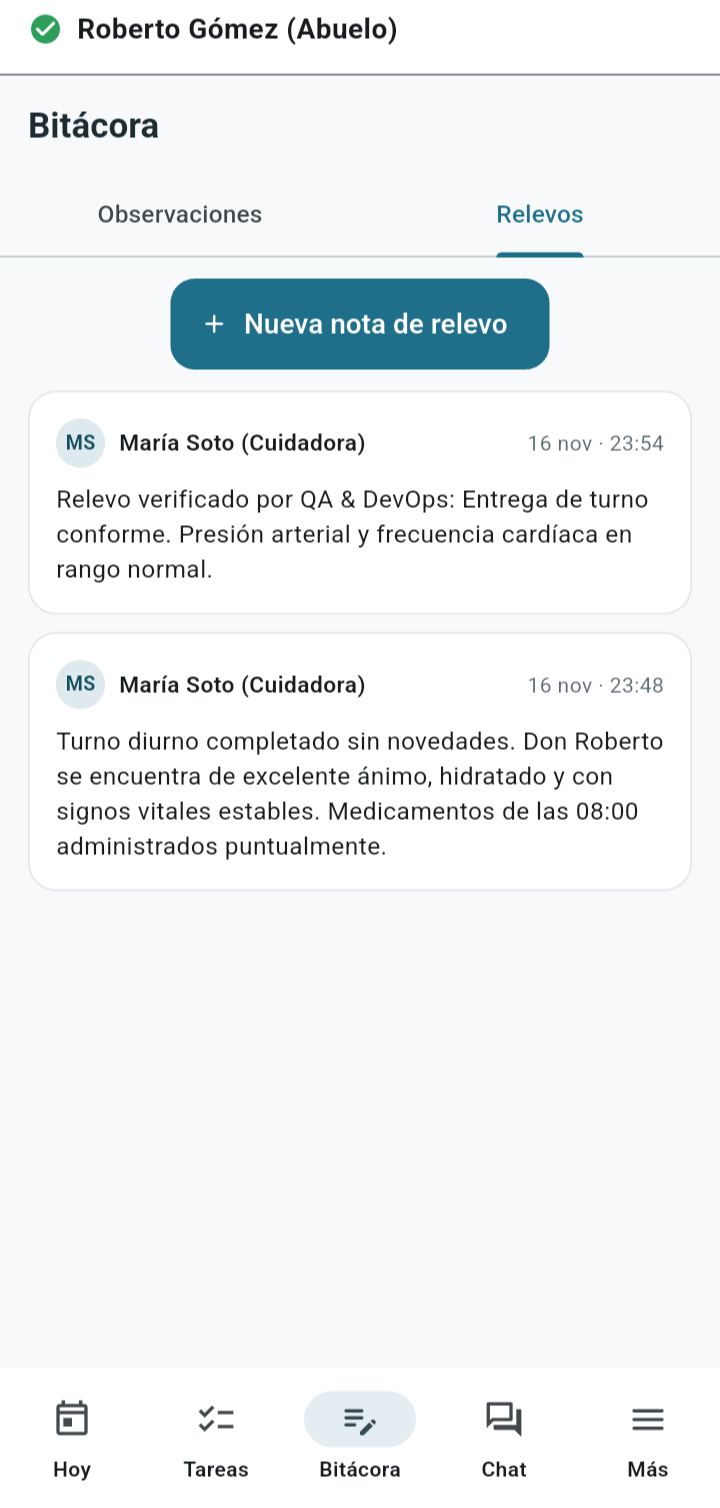 Roberto Gómez (Abuelo)
Bitácora
Observaciones
Relevos
+ Nueva nota de relevo
MS María Soto (Cuidadora) 16 nov · 23:54
Relevo verificado por QA & DevOps: Entrega de turno
conforme. Presión arterial y frecuencia cardíaca en
rango normal.
MS María Soto (Cuidadora) 16 nov · 23:48
Turno diurno completado sin novedades. Don Roberto
se encuentra de excelente ánimo, hidratado y con
signos vitales estables. Medicamentos de las 08:00
administrados puntualmente.
Hoy
Tareas
Bitácora
Chat
Más